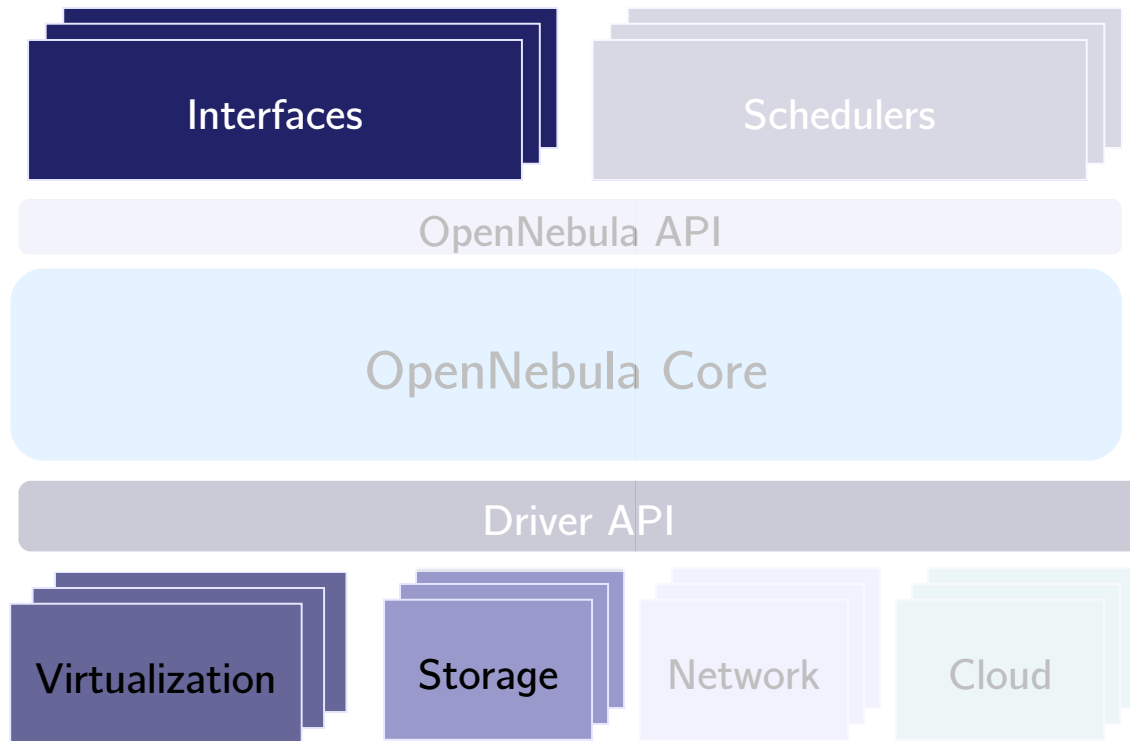 Interfaces
Schedulers
OpenNebula API
OpenNebula Core
Driver API
Virtualization
Storage
Network
Cloud